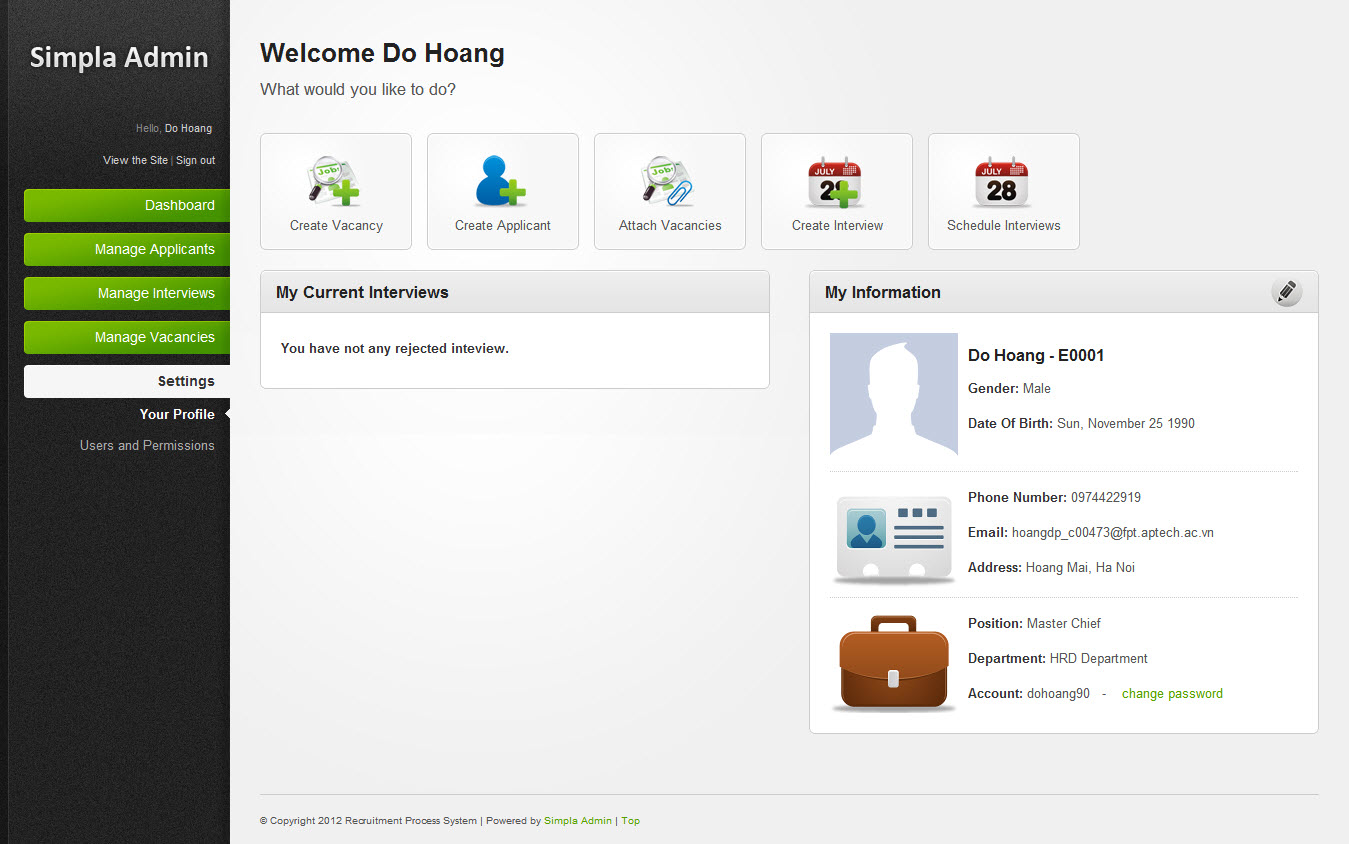 Simpla Admin
Hello, Do Hoang
View the Site | Sign out
Dashboard
Manage Applicants
Manage Interviews
Manage Vacancies
Settings
Your Profile
Users and Permissions
Welcome Do Hoang
What would you like to do?
Job!
Create Vacancy
Create Applicant
Job!
Attach Vacancies
JULY
28
Create Interview
JULY
28
Schedule Interviews
My Current Interviews
You have not any rejected inteview.
My Information
Do Hoang - E0001
Gender: Male
Date Of Birth: Sun, November 25 1990
Phone Number: 0974422919
Email: hoangdp_c00473@fpt.aptech.ac.vn
Address: Hoang Mai, Ha Noi
Position: Master Chief
Department: HRD Department
Account: dohoang90 - change password
© Copyright 2012 Recruitment Process System | Powered by Simpla Admin | Top